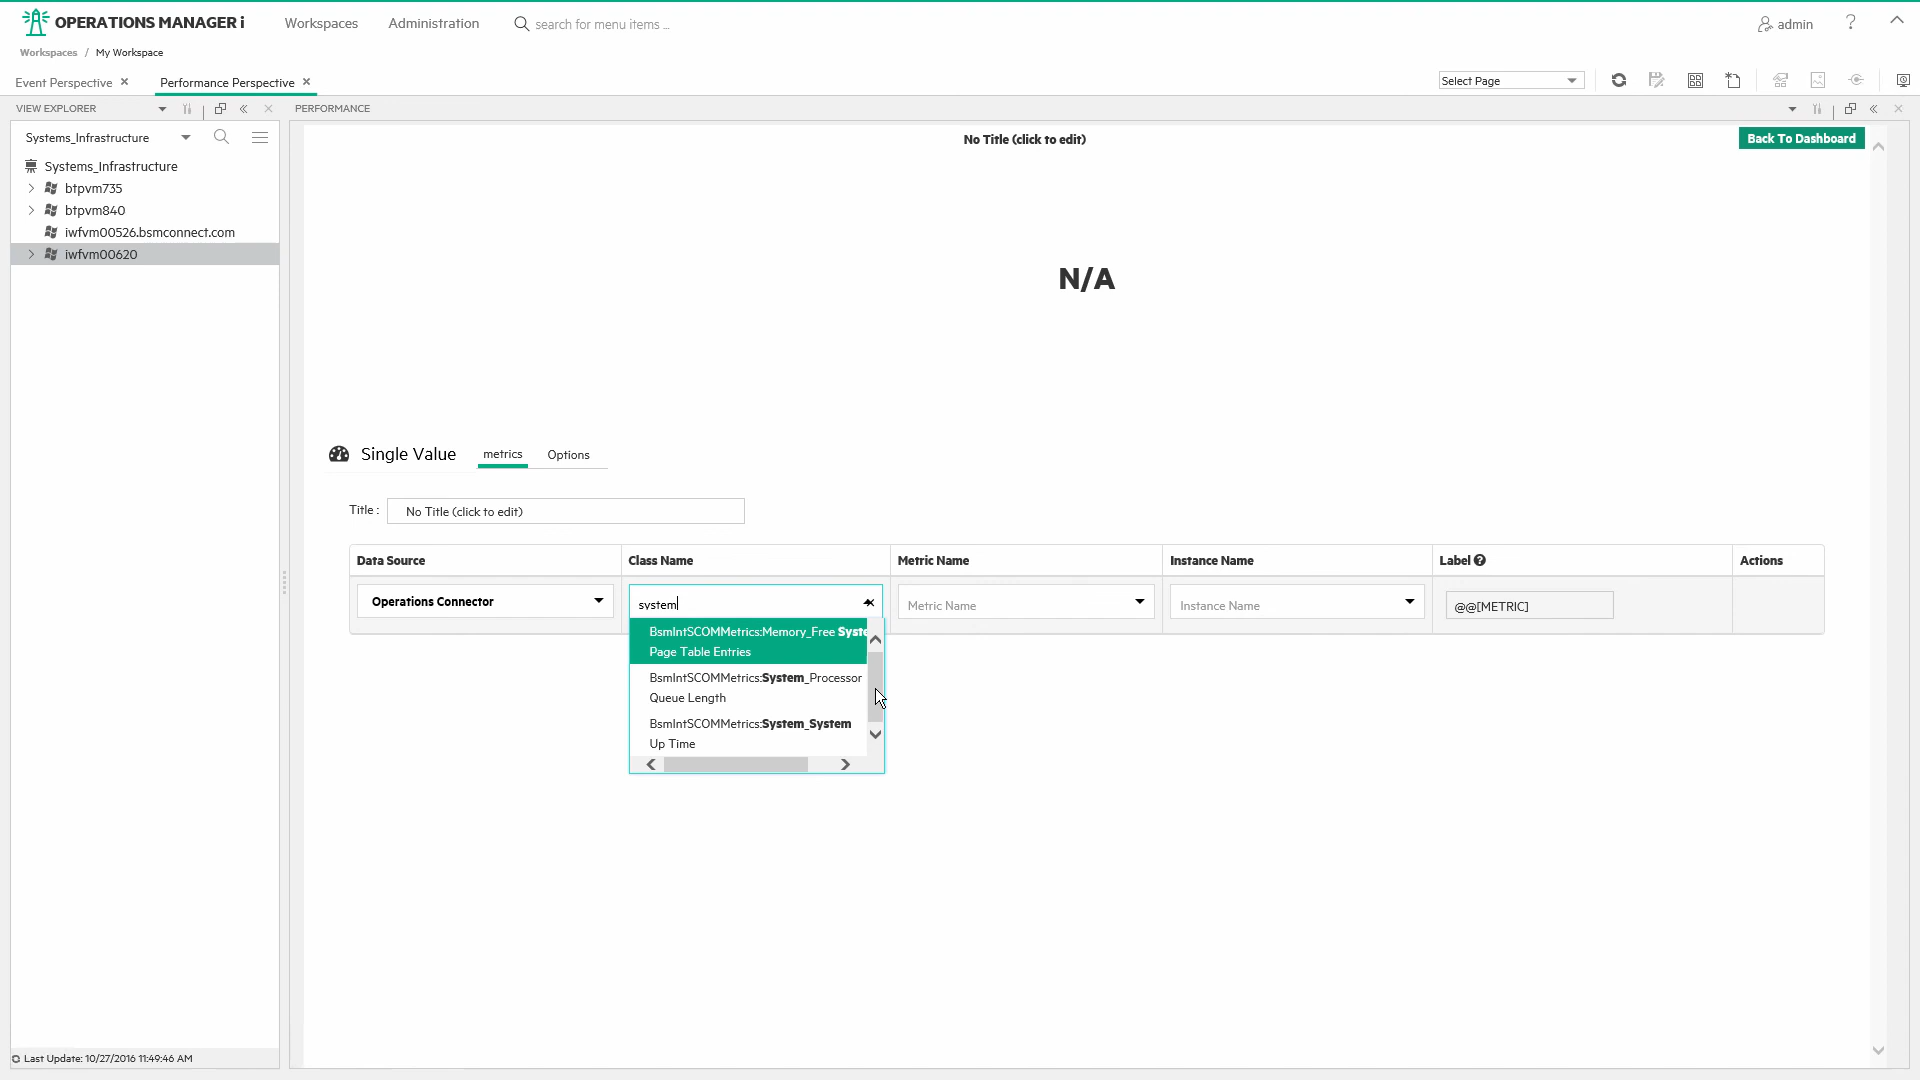 OPERATIONS MANAGER i
Workspaces
Administration
search for menu items ...
admin
?
Workspaces / My Workspace
Event Perspective ×
Performance Perspective ×
Select Page
VIEW EXPLORER
PERFORMANCE
Systems_Infrastructure
No Title (click to edit)
Back To Dashboard
Systems_Infrastructure
btpvm735
btpvm840
iwfvm00526.bsmconnect.com
iwfvm00620
N/A
Single Value
metrics
Options
Title :
No Title (click to edit)
Data Source
Class Name
Metric Name
Instance Name
Label
Actions
Operations Connector
system
Metric Name
Instance Name
@@[METRIC]
BsmIntSCOMMetrics:Memory_Free Syste
Page Table Entries
BsmIntSCOMMetrics:System_Processor
Queue Length
BsmIntSCOMMetrics:System_System
Up Time
Last Update: 10/27/2016 11:49:46 AM